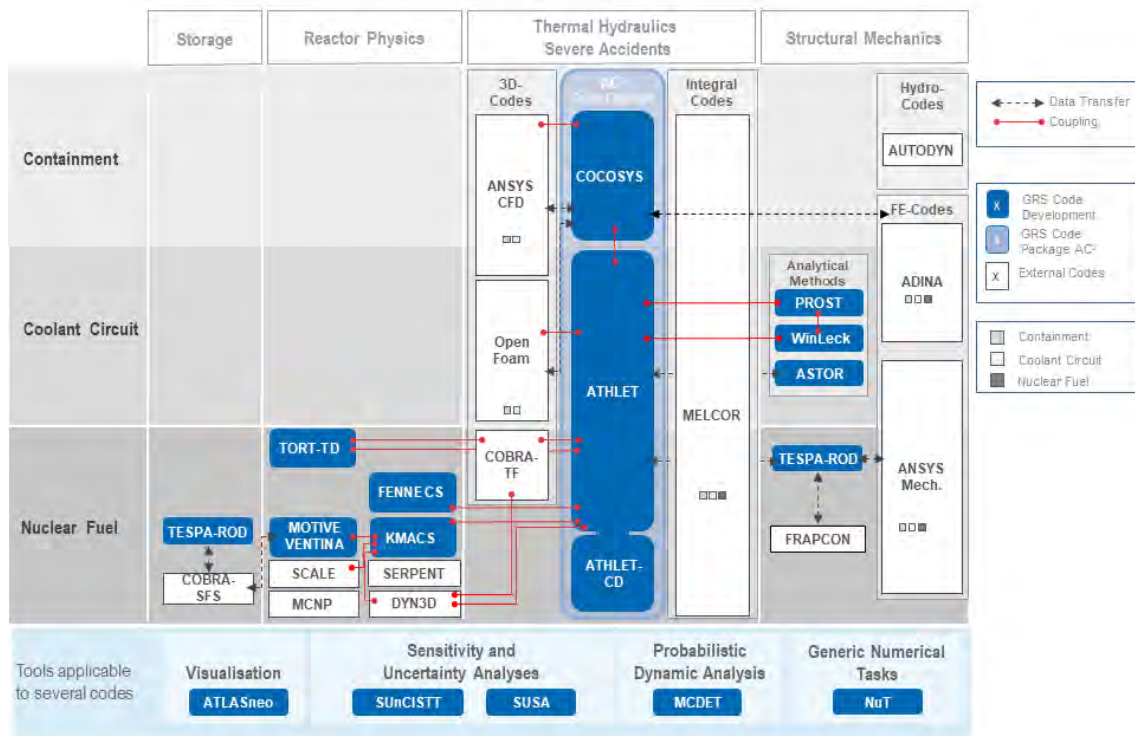 Storage
Reactor Physics
Thermal Hydraulics
Severe Accidents
Structural Mechanics
3D-
Codes
Integral
Codes
Hydro-
Codes
Data Transfer
Coupling
Containment
ANSYS
CFD
COCOSYS
AUTODYN
FE-Codes
X
GRS Code
Development
GRS Code
Package AC²
X
External Codes
Coolant Circuit
Open
Foam
ATHLET
MELCOR
Analytical
Methods
PROST
WinLeck
ASTOR
ADINA
Containment
Coolant Circuit
Nuclear Fuel
Nuclear Fuel
TORT-TD
COBRA-
TF
FENNECS
TESPA-ROD
ANSYS
Mech.
TESPA-ROD
MOTIVE
VENTINA
KMACS
FRAPCON
COBRA-
SFS
SCALE
SERPENT
ATHLET-
CD
MCNP
DYN3D
Tools applicable
to several codes
Visualisation
ATLASneo
Sensitivity and
Uncertainty Analyses
SUnCISTT
SUSA
Probabilistic
Dynamic Analysis
MCDET
Generic Numerical
Tasks
NuT